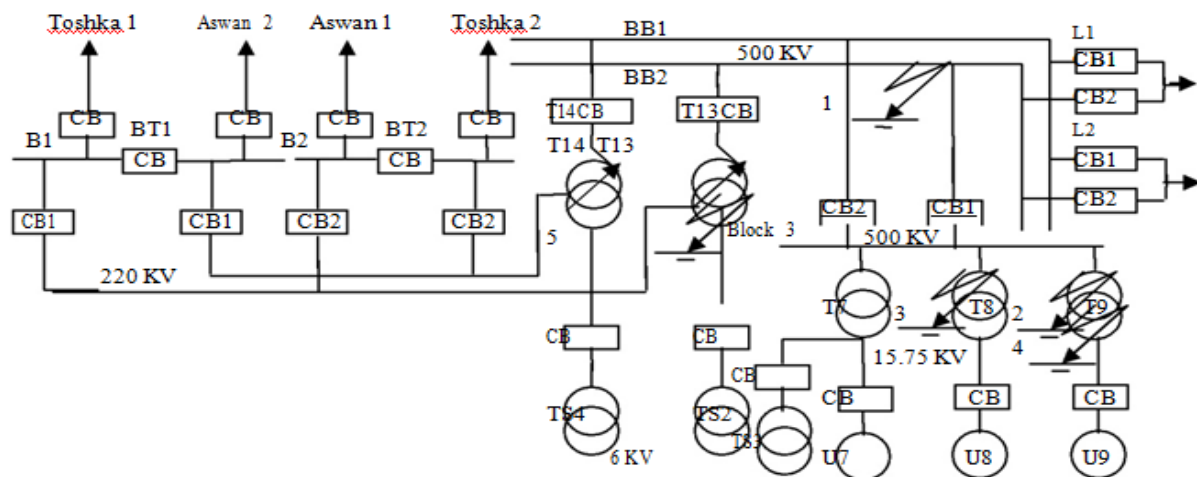 Toshka 1 Aswan 2 Aswan 1 Toshka 2
BB1
500 KV
BB2
L1
CB1
CB2
L2
CB1
CB2
CB CB CB CB
B1 BT1 B2 BT2
CB CB
T14CB T13CB
1
T14 T13
CB1 CB1 CB2 CB2
5
Block 3
CB2 CB1
500 KV
220 KV
T7 3 T8 2 T9
4
15.75 KV
CB CB
CB CB CB CB
TS4 TS2 TS3
6 KV
U7 U8 U9